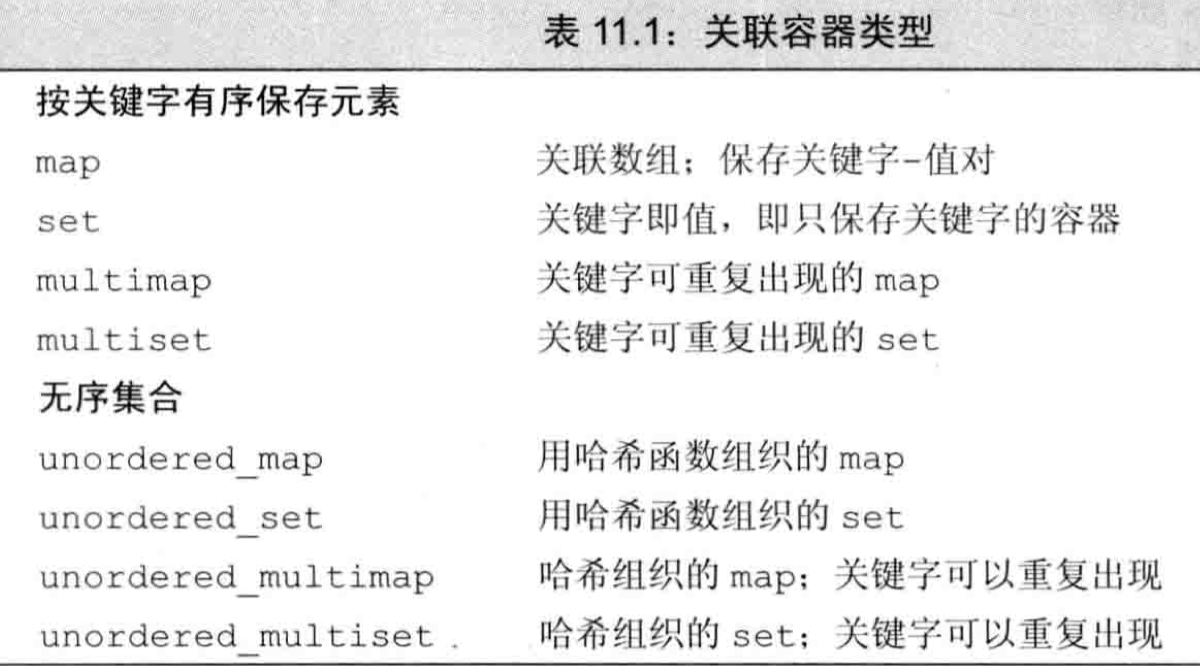 表 11.1：关联容器类型
按关键字有序保存元素
map 关联数组；保存关键字-值对
set 关键字即值，即只保存关键字的容器
multimap 关键字可重复出现的 map
multiset 关键字可重复出现的 set
无序集合
unordered_map 用哈希函数组织的 map
unordered_set 用哈希函数组织的 set
unordered_multimap 哈希组织的 map；关键字可以重复出现
unordered_multiset 哈希组织的 set；关键字可以重复出现